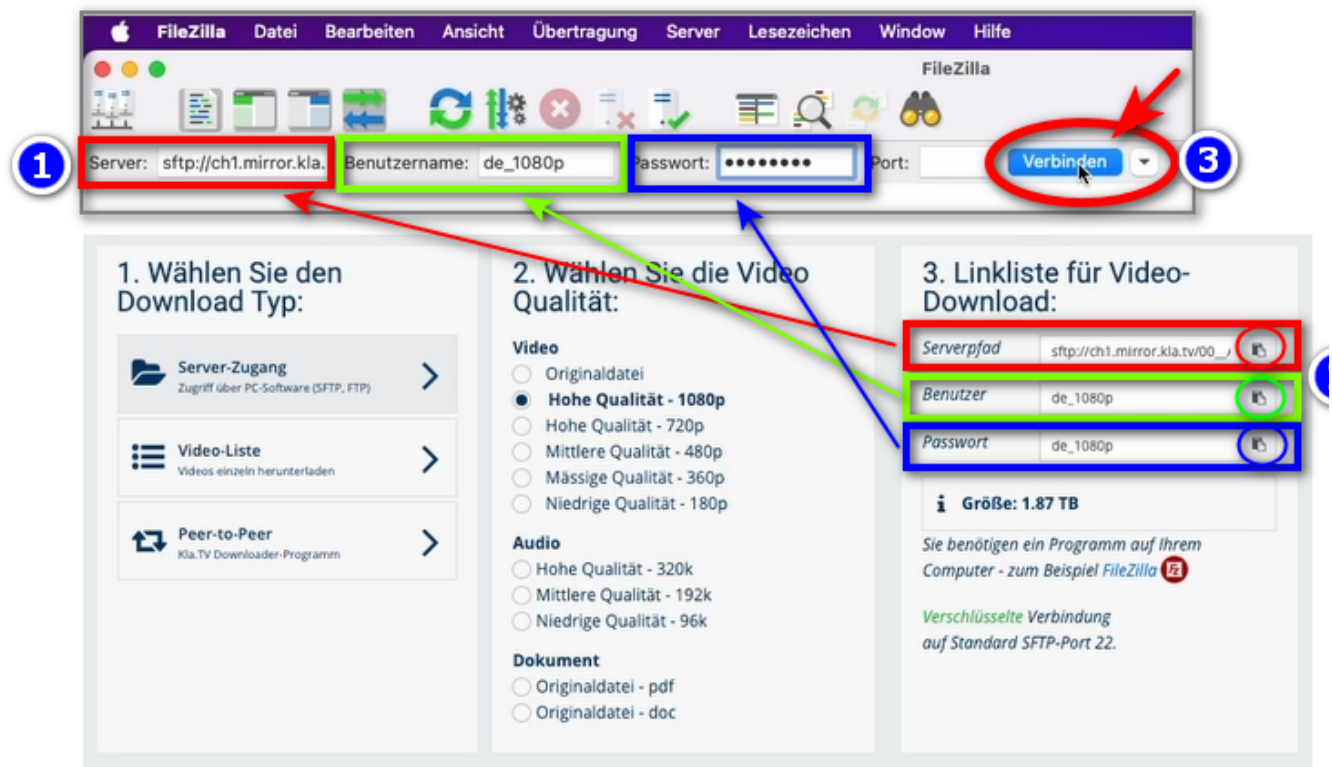 FileZilla Datei Bearbeiten Ansicht Übertragung Server Lesezeichen Window Hilfe
FileZilla
1
Server: sftp://ch1.mirror.kla. Benutzername: de_1080p Passwort: •••••••• Port: Verbinden
3
1. Wählen Sie den
Download Typ:
Server-Zugang
Zugriff über PC-Software (SFTP, FTP)
Video-Liste
Videos einzeln herunterladen
Peer-to-Peer
Kla.TV Downloader-Programm
2. Wählen Sie die Video
Qualität:
Video
Originaldatei
Hohe Qualität - 1080p
Hohe Qualität - 720p
Mittlere Qualität - 480p
Mässige Qualität - 360p
Niedrige Qualität - 180p
Audio
Hohe Qualität - 320k
Mittlere Qualität - 192k
Niedrige Qualität - 96k
Dokument
Originaldatei - pdf
Originaldatei - doc
3. Linkliste für Video-
Download:
Serverpfad sftp://ch1.mirror.kla.tv/00__
Benutzer de_1080p
Passwort de_1080p
Größe: 1.87 TB
Sie benötigen ein Programm auf Ihrem
Computer - zum Beispiel FileZilla
Verschlüsselte Verbindung
auf Standard SFTP-Port 22.